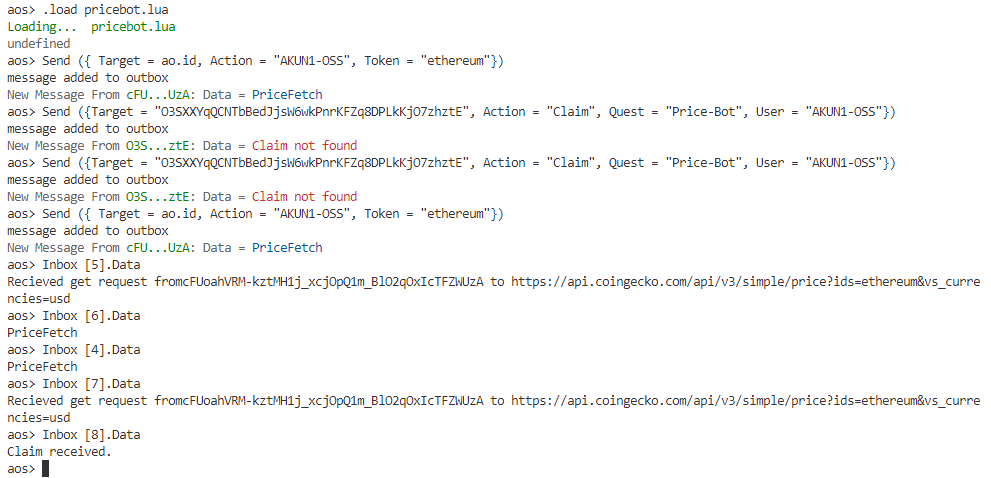 aos> .load pricebot.lua
Loading...  pricebot.lua
undefined
aos> Send ({ Target = ao.id, Action = "AKUN1-OSS", Token = "ethereum"})
message added to outbox
New Message From cFU...UzA: Data = PriceFetch
aos> Send ({Target = "O3SXXYqQCNTbBedJjsW6wkPnrKFZq8DPLkKjO7zhztE", Action = "Claim", Quest = "Price-Bot", User = "AKUN1-OSS"})
message added to outbox
New Message From O3S...ztE: Data = Claim not found
aos> Send ({Target = "O3SXXYqQCNTbBedJjsW6wkPnrKFZq8DPLkKjO7zhztE", Action = "Claim", Quest = "Price-Bot", User = "AKUN1-OSS"})
message added to outbox
New Message From O3S...ztE: Data = Claim not found
aos> Send ({ Target = ao.id, Action = "AKUN1-OSS", Token = "ethereum"})
message added to outbox
New Message From cFU...UzA: Data = PriceFetch
aos> Inbox [5].Data
Recieved get request fromcFUoahVRM-kztMH1j_xcjOpQ1m_BlO2qOxIcTFZWUzA to https://api.coingecko.com/api/v3/simple/price?ids=ethereum&vs_curre
ncies=usd
aos> Inbox [6].Data
PriceFetch
aos> Inbox [4].Data
PriceFetch
aos> Inbox [7].Data
Recieved get request fromcFUoahVRM-kztMH1j_xcjOpQ1m_BlO2qOxIcTFZWUzA to https://api.coingecko.com/api/v3/simple/price?ids=ethereum&vs_curre
ncies=usd
aos> Inbox [8].Data
Claim received.
aos>